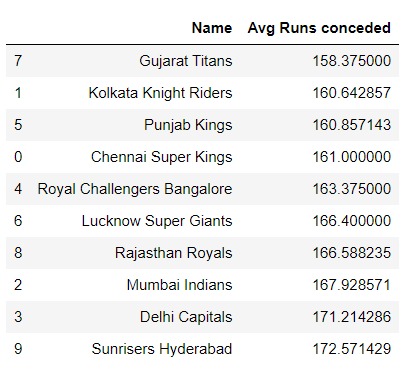 Name Avg Runs conceded
7 Gujarat Titans 158.375000
1 Kolkata Knight Riders 160.642857
5 Punjab Kings 160.857143
0 Chennai Super Kings 161.000000
4 Royal Challengers Bangalore 163.375000
6 Lucknow Super Giants 166.400000
8 Rajasthan Royals 166.588235
2 Mumbai Indians 167.928571
3 Delhi Capitals 171.214286
9 Sunrisers Hyderabad 172.571429